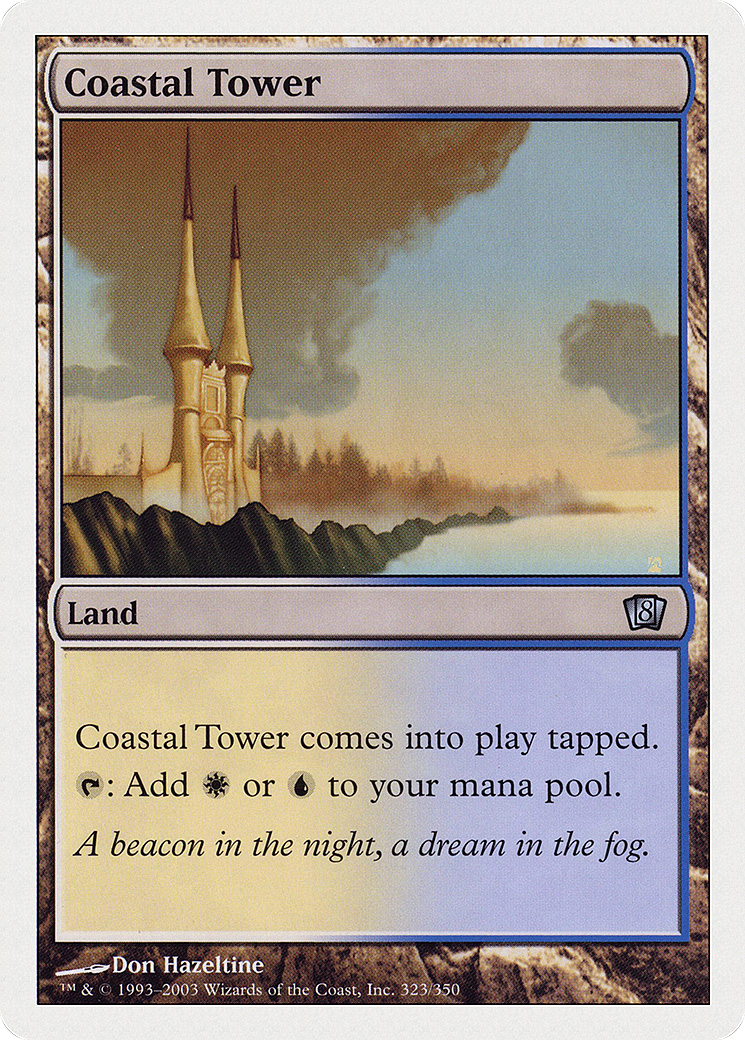 Coastal Tower
Land
8
Coastal Tower comes into play tapped.
: Add or to your mana pool.
A beacon in the night, a dream in the fog.
Don Hazeltine
™ & © 1993–2003 Wizards of the Coast, Inc. 323/350